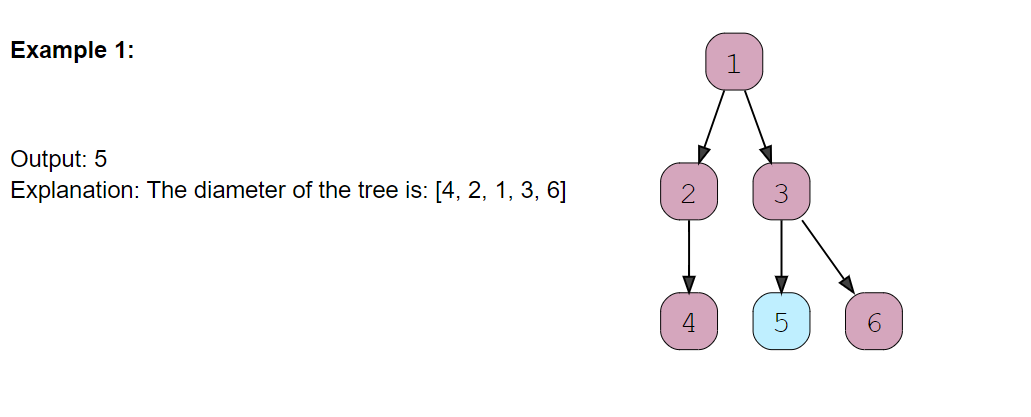 Example 1:
1
Output: 5
Explanation: The diameter of the tree is: [4, 2, 1, 3, 6]
2 3
4 5 6